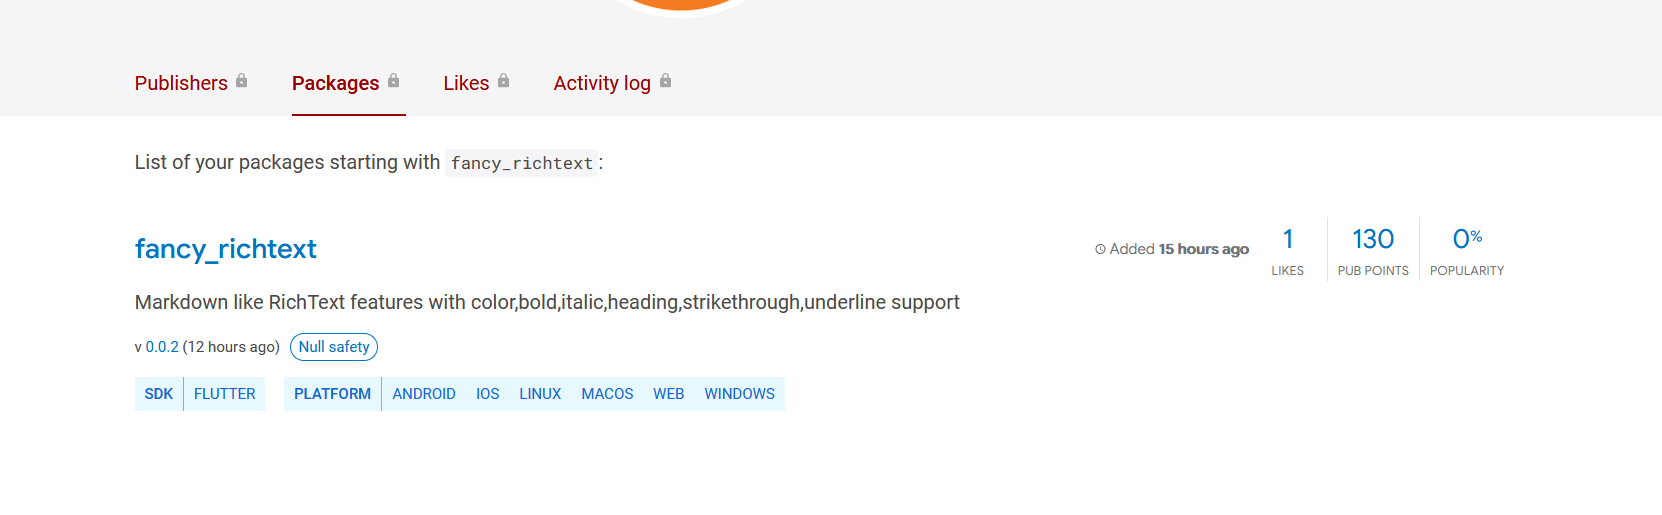 Publishers Packages Likes Activity log
List of your packages starting with fancy_richtext:
fancy_richtext
Added 15 hours ago
1 LIKES
130 PUB POINTS
0% POPULARITY
Markdown like RichText features with color,bold,italic,heading,strikethrough,underline support
v 0.0.2 (12 hours ago) Null safety
SDK FLUTTER PLATFORM ANDROID IOS LINUX MACOS WEB WINDOWS